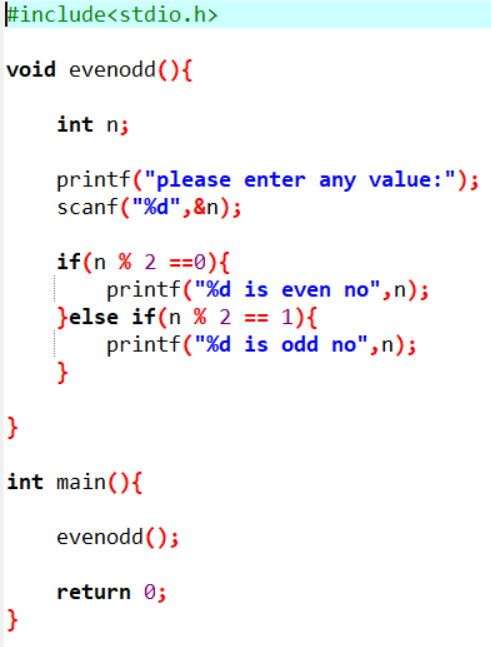 #include<stdio.h>
void evenodd(){
int n;
printf("please enter any value:");
scanf("%d",&n);
if(n % 2 ==0){
printf("%d is even no",n);
}else if(n % 2 == 1){
printf("%d is odd no",n);
}
}
int main(){
evenodd();
return 0;
}